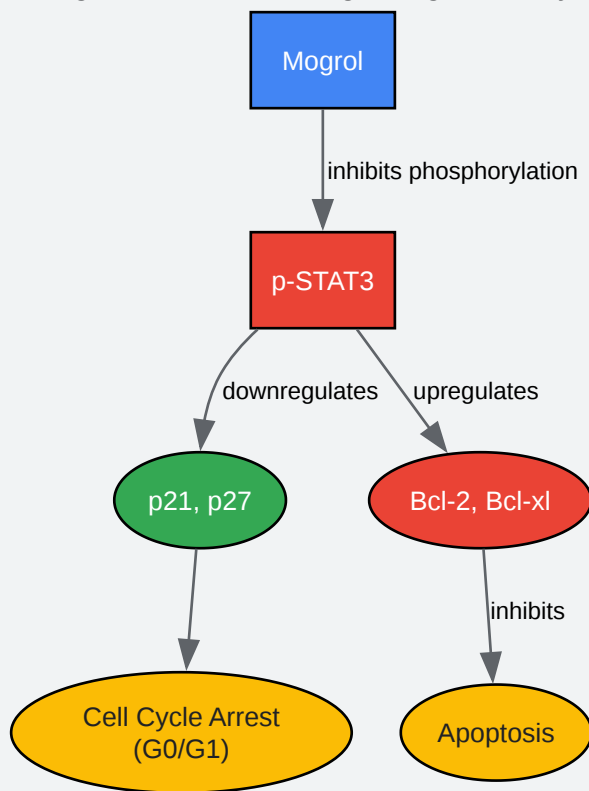 Mogrol
inhibits phosphorylation
p-STAT3
downregulates
upregulates
p21, p27
Bcl-2, Bcl-xl
inhibits
Cell Cycle Arrest
(G0/G1)
Apoptosis